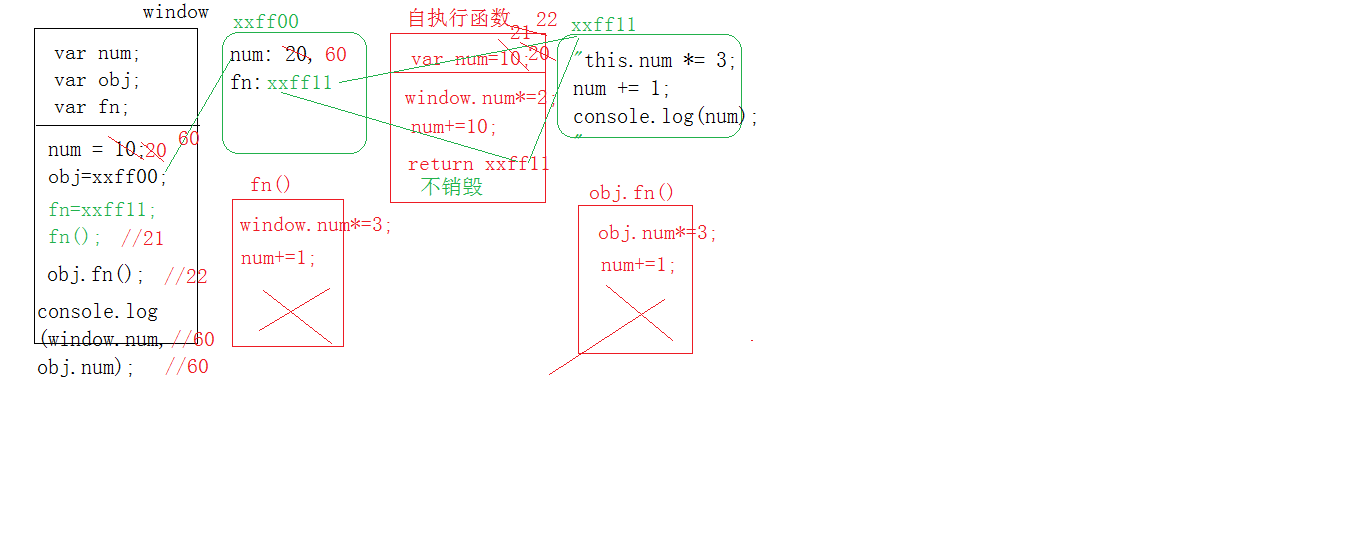 window
var num;
var obj;
var fn;
num = 10;
20
60
obj=xxff00;
fn=xxff11;
fn(); //21
obj.fn(); //22
console.log
(window.num, //60
obj.num); //60
xxff00
num: 20, 60
fn: xxff11
fn()
window.num*=3;
num+=1;
自执行函数 22
21
var num=10;
20
window.num*=2;
num+=10;
return xxff11
不销毁
xxff11
"this.num *= 3;
num += 1;
console.log(num);
"
obj.fn()
obj.num*=3;
num+=1;